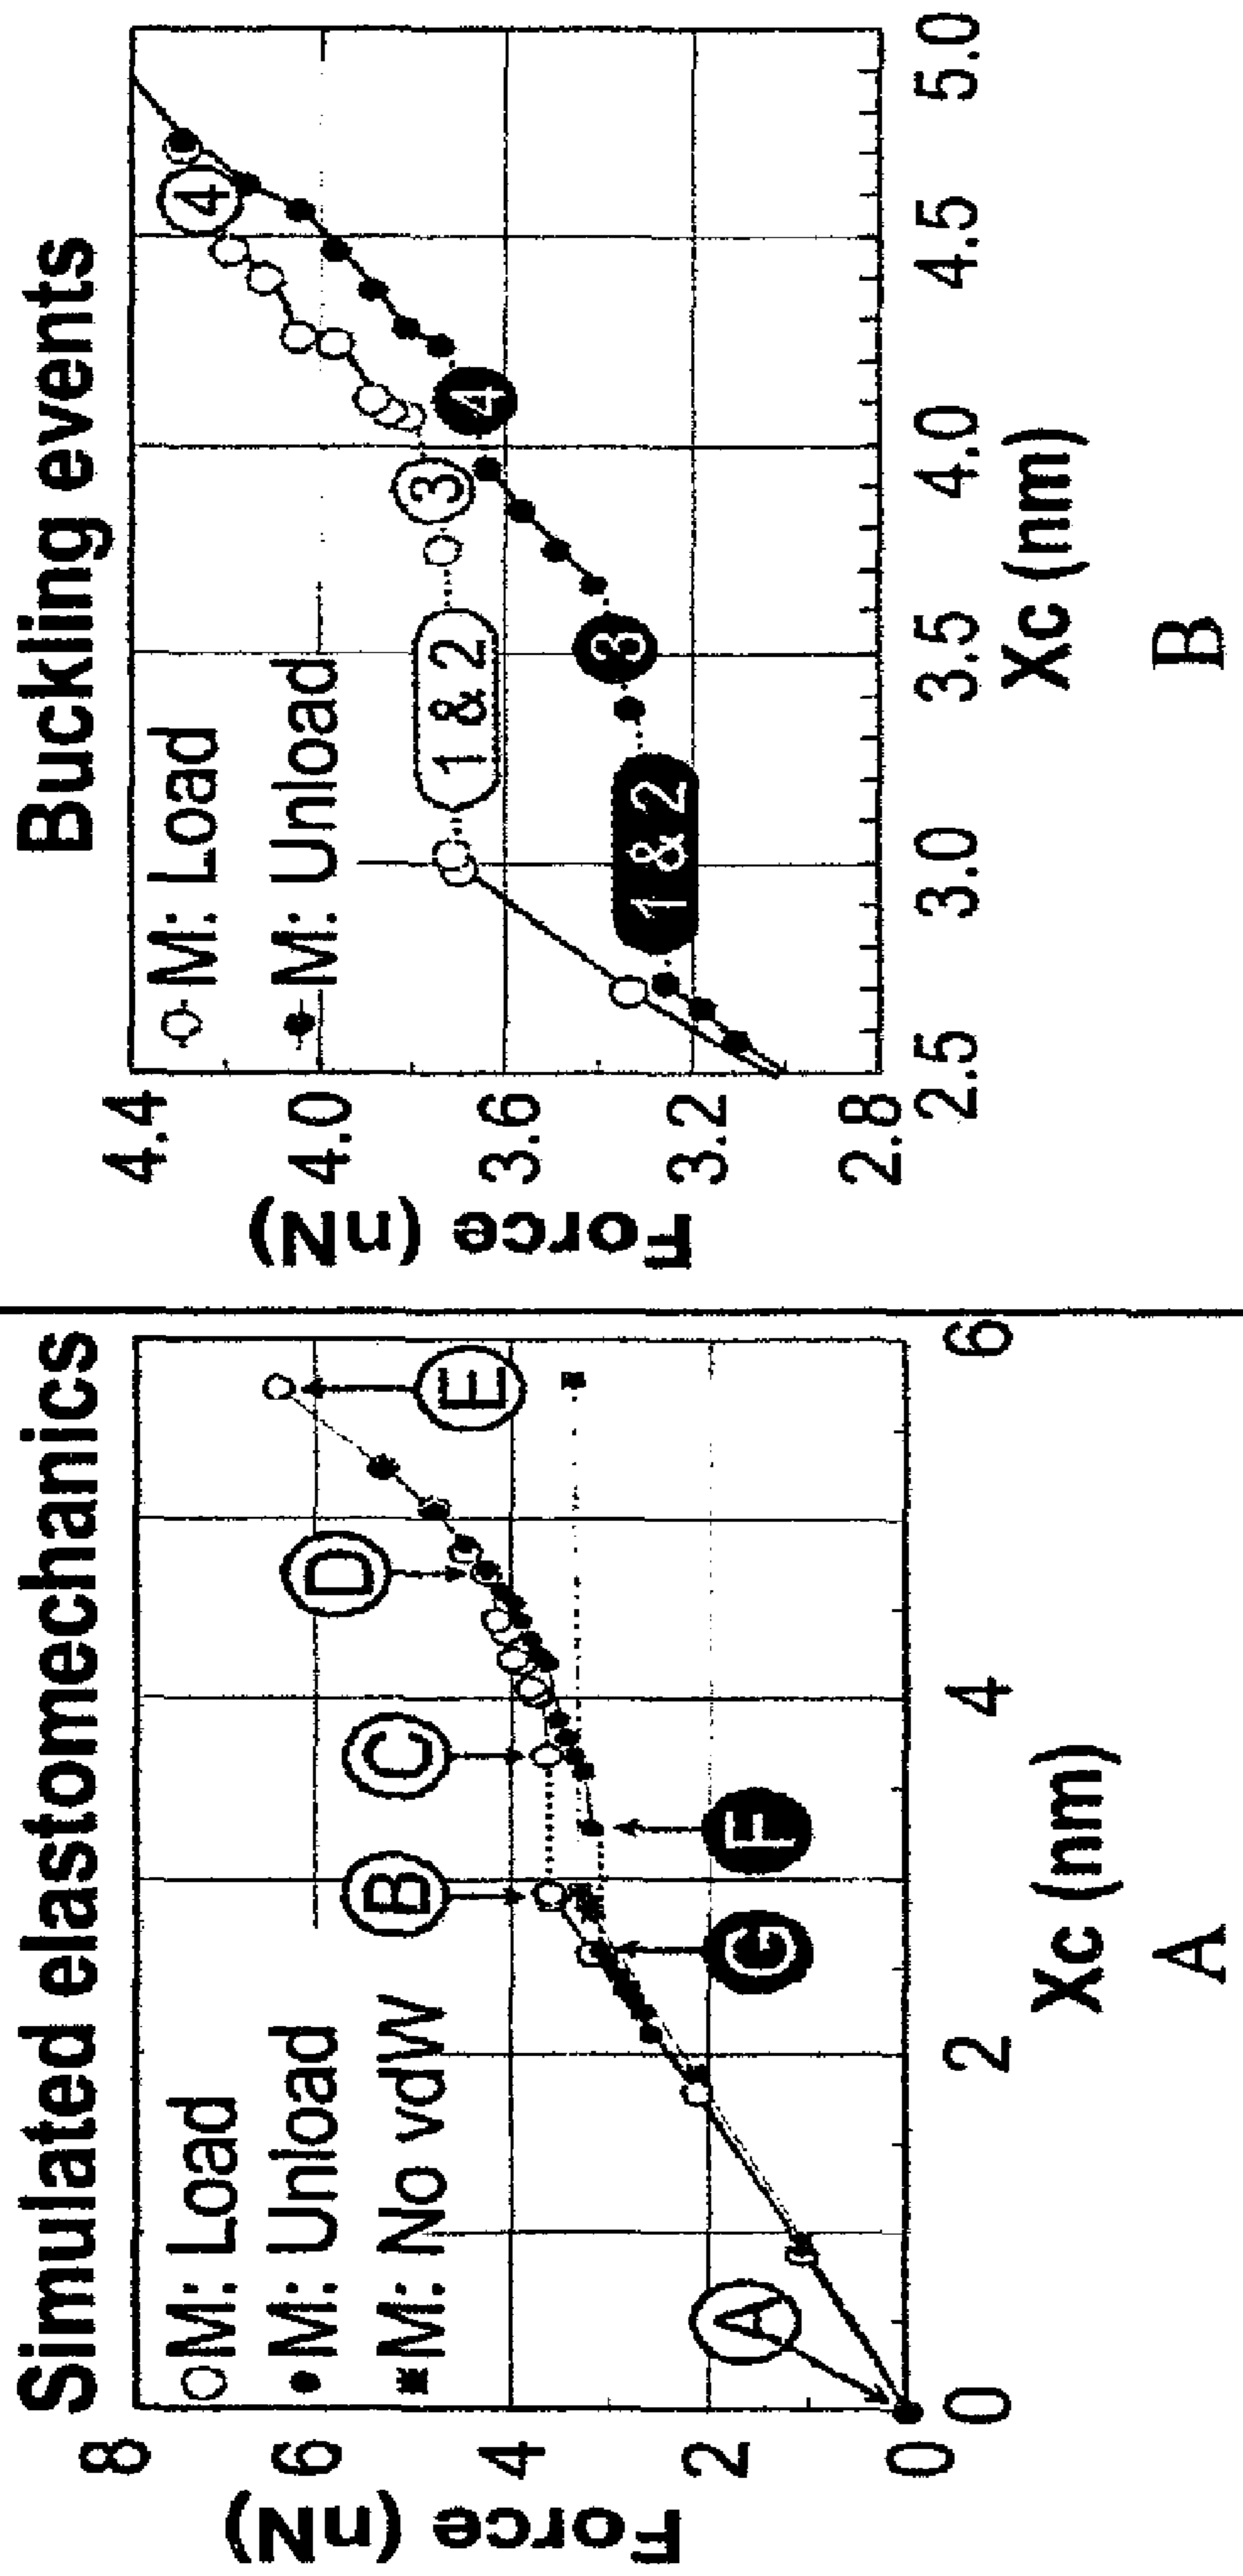 Simulated elastomechanics
M: Load
M: Unload
M: No vdW
A
B
C
D
E
F
G
8
6
4
2
0
Force (nN)
0
2
4
6
Xc (nm)
A
Buckling events
M: Load
M: Unload
1 & 2
3
4
1 & 2
3
4
4.4
4.0
3.6
3.2
2.8
Force (nN)
2.5
3.0
3.5
4.0
4.5
5.0
Xc (nm)
B